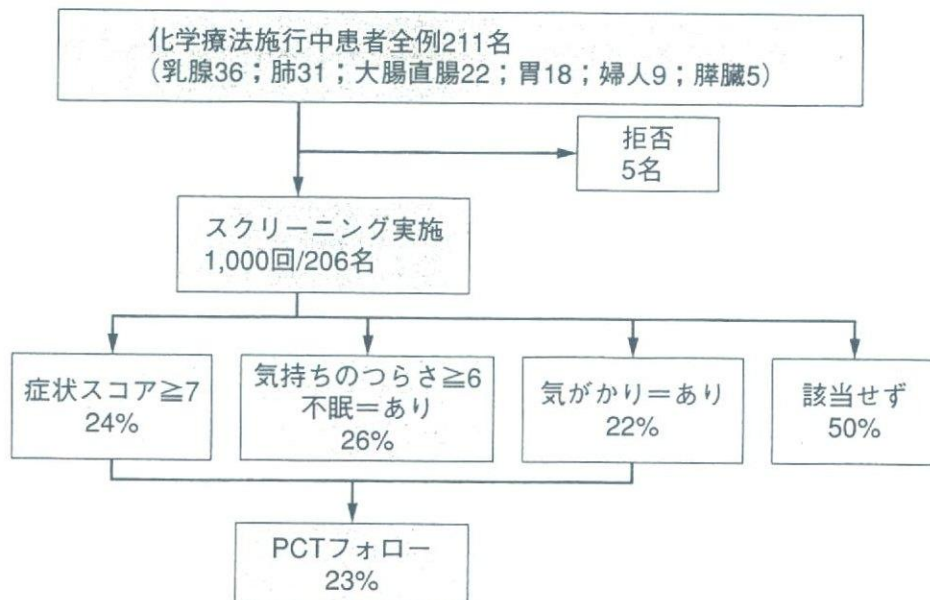 化学療法施行中患者全例211名
（乳腺36；肺31；大腸直腸22；胃18；婦人9；膵臓5）
拒否
5名
スクリーニング実施
1,000回/206名
症状スコア≧7
24%
気持ちのつらさ≧6
不眠＝あり
26%
気がかり＝あり
22%
該当せず
50%
PCTフォロー
23%